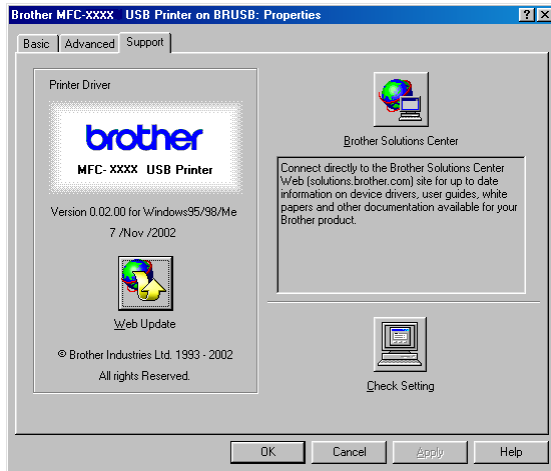 Brother MFC-XXXX USB Printer on BRUSB: Properties
Basic Advanced Support
Printer Driver
brother
MFC- XXXX USB Printer
Version 0.02.00 for Windows95/98/Me
7 /Nov /2002
Web Update
© Brother Industries Ltd. 1993 - 2002
All rights Reserved.
Brother Solutions Center
Connect directly to the Brother Solutions Center
Web (solutions.brother.com) site for up to date
information on device drivers, user guides, white
papers and other documentation available for your
Brother product.
Check Setting
OK Cancel Apply Help